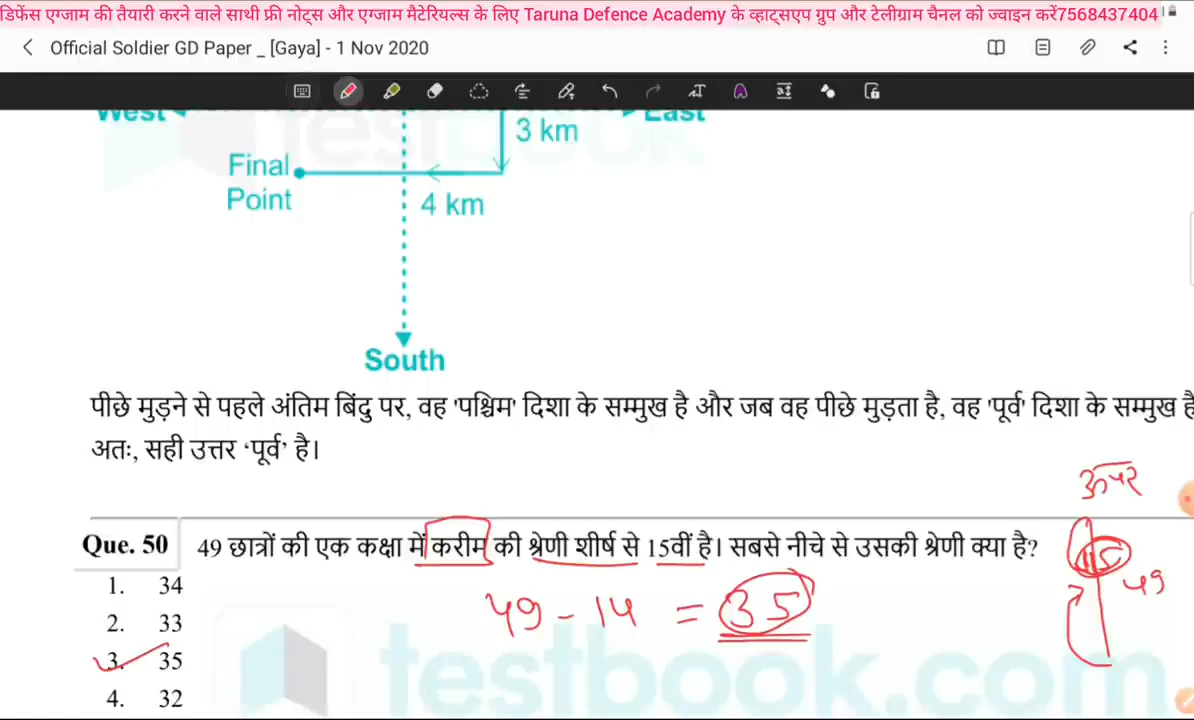 डिफेंस एग्जाम की तैयारी करने वाले साथी फ्री नोट्स और एग्जाम मैटेरियल्स के लिए Taruna Defence Academy के व्हाट्सएप ग्रुप और टेलीग्राम चैनल को ज्वाइन करें7568437404
Official Soldier GD Paper _ [Gaya] - 1 Nov 2020
West East
3 km
Final
Point
4 km
South
पीछे मुड़ने से पहले अंतिम बिंदु पर, वह 'पश्चिम' दिशा के सम्मुख है और जब वह पीछे मुड़ता है, वह 'पूर्व' दिशा के सम्मुख है
अतः, सही उत्तर ‘पूर्व’ है।
ऊपर
Que. 50 49 छात्रों की एक कक्षा में करीम की श्रेणी शीर्ष से 15वीं है। सबसे नीचे से उसकी श्रेणी क्या है?
15
49
1. 34
49 - 14 = 35
2. 33
3. 35
4. 32
testbook.com